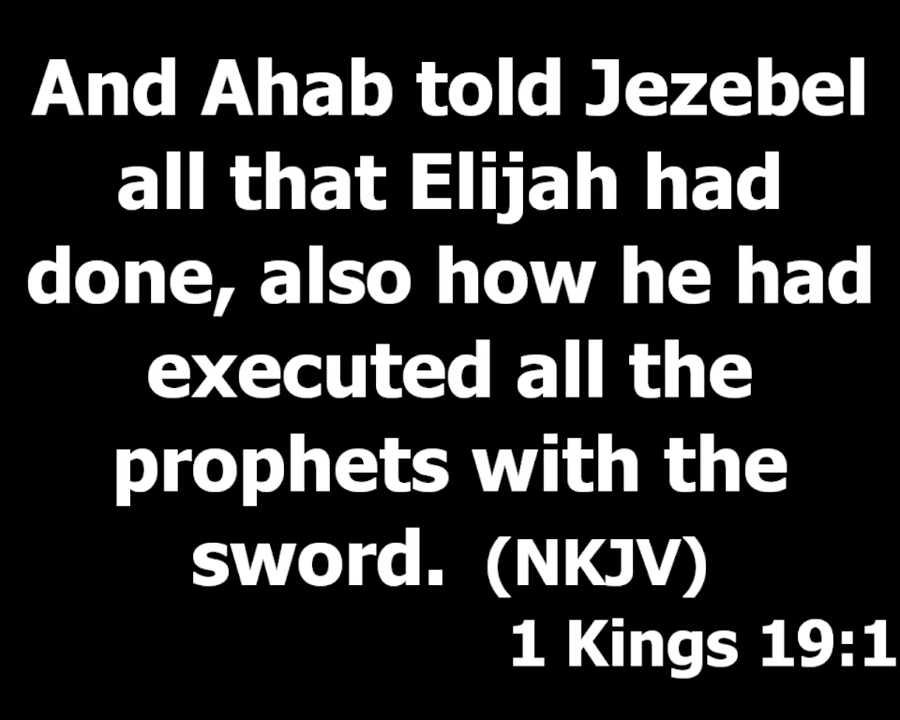 And Ahab told Jezebel
all that Elijah had
done, also how he had
executed all the
prophets with the
sword. (NKJV)
1 Kings 19:1